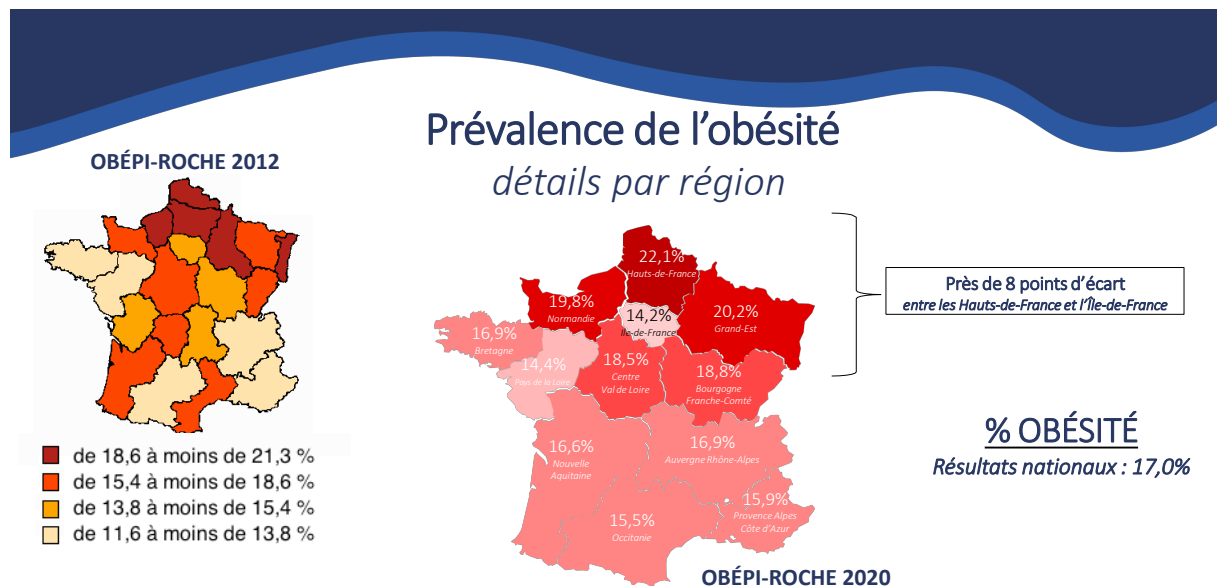 Prévalence de l'obésité
détails par région
OBÉPI-ROCHE 2012
de 18,6 à moins de 21,3 %
de 15,4 à moins de 18,6 %
de 13,8 à moins de 15,4 %
de 11,6 à moins de 13,8 %
22,1%
Hauts-de-France
19,8%
Normandie
14,2%
Ile-de-France
20,2%
Grand-Est
16,9%
Bretagne
14,4%
Pays de la Loire
18,5%
Centre
Val de Loire
18,8%
Bourgogne
Franche-Comté
16,6%
Nouvelle
Aquitaine
16,9%
Auvergne Rhône-Alpes
15,9%
Provence Alpes
Côte d'Azur
15,5%
Occitanie
OBÉPI-ROCHE 2020
Près de 8 points d'écart
entre les Hauts-de-France et l'Île-de-France
% OBÉSITÉ
Résultats nationaux : 17,0%